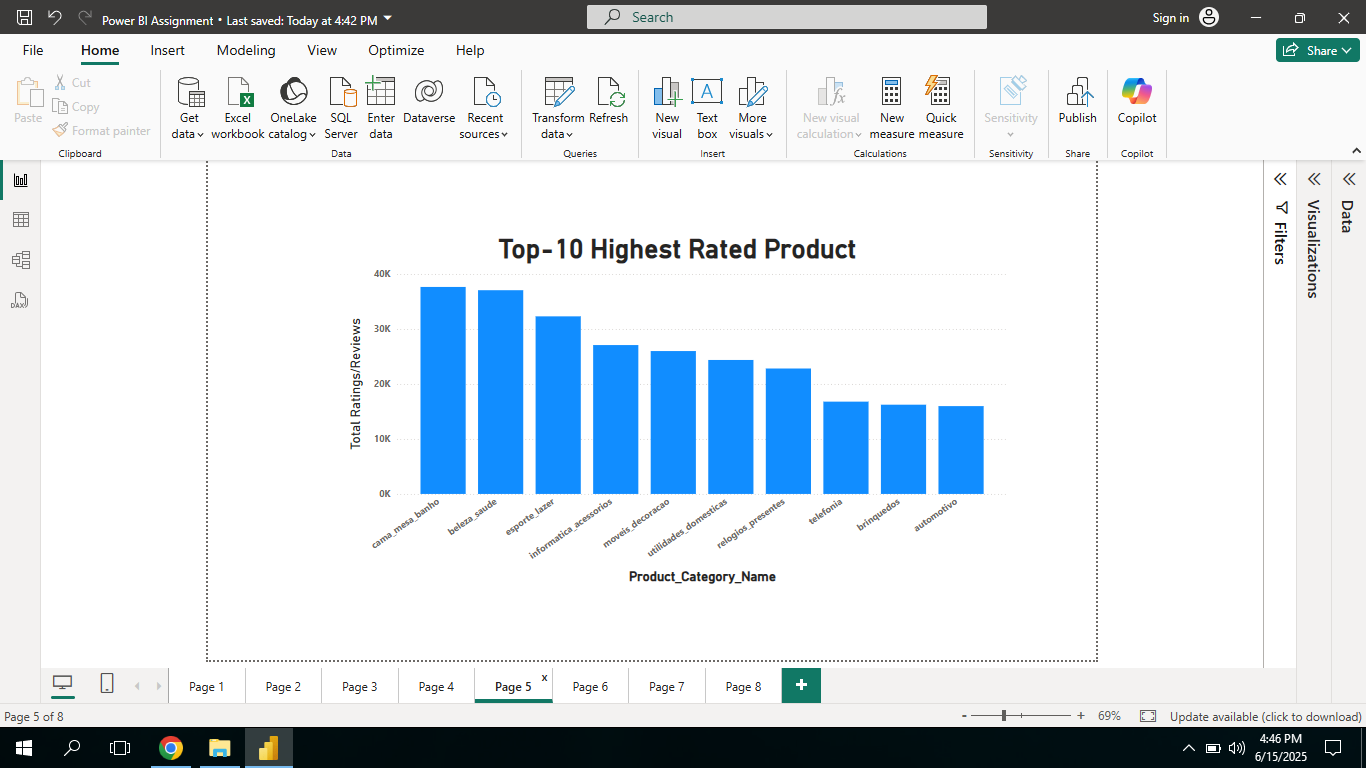 Power BI Assignment • Last saved: Today at 4:42 PM
Search
Sign in
File
Home
Insert
Modeling
View
Optimize
Help
Share
Paste
Cut
Copy
Format painter
Clipboard
Get data
Excel workbook
OneLake catalog
SQL Server
Enter data
Dataverse
Recent sources
Data
Transform data
Refresh
Queries
New visual
Text box
More visuals
Insert
New visual calculation
New measure
Quick measure
Calculations
Sensitivity
Sensitivity
Publish
Share
Copilot
Copilot
DAX
Filters
Visualizations
Data
Top-10 Highest Rated Product
Total Ratings/Reviews
40K
30K
20K
10K
0K
cama_mesa_banho
beleza_saude
esporte_lazer
informatica_acessorios
moveis_decoracao
utilidades_domesticas
relogios_presentes
telefonia
brinquedos
automotivo
Product_Category_Name
Page 1
Page 2
Page 3
Page 4
Page 5
x
Page 6
Page 7
Page 8
+
Page 5 of 8
- + 69%
Update available (click to download)
4:46 PM
6/15/2025